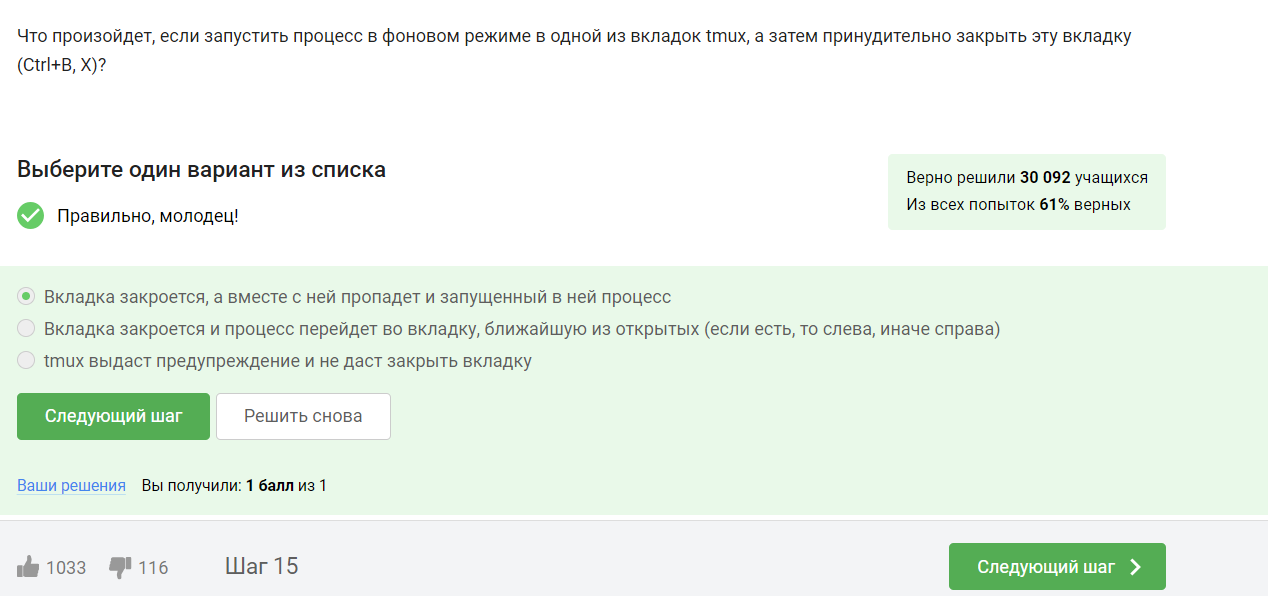 Что произойдет, если запустить процесс в фоновом режиме в одной из вкладок tmux, а затем принудительно закрыть эту вкладку
(Ctrl+B, X)?
Выберите один вариант из списка
Правильно, молодец!
Верно решили 30 092 учащихся
Из всех попыток 61% верных
Вкладка закроется, а вместе с ней пропадет и запущенный в ней процесс
Вкладка закроется и процесс перейдет во вкладку, ближайшую из открытых (если есть, то слева, иначе справа)
tmux выдаст предупреждение и не даст закрыть вкладку
Следующий шаг
Решить снова
Ваши решения Вы получили: 1 балл из 1
1033 116 Шаг 15
Следующий шаг